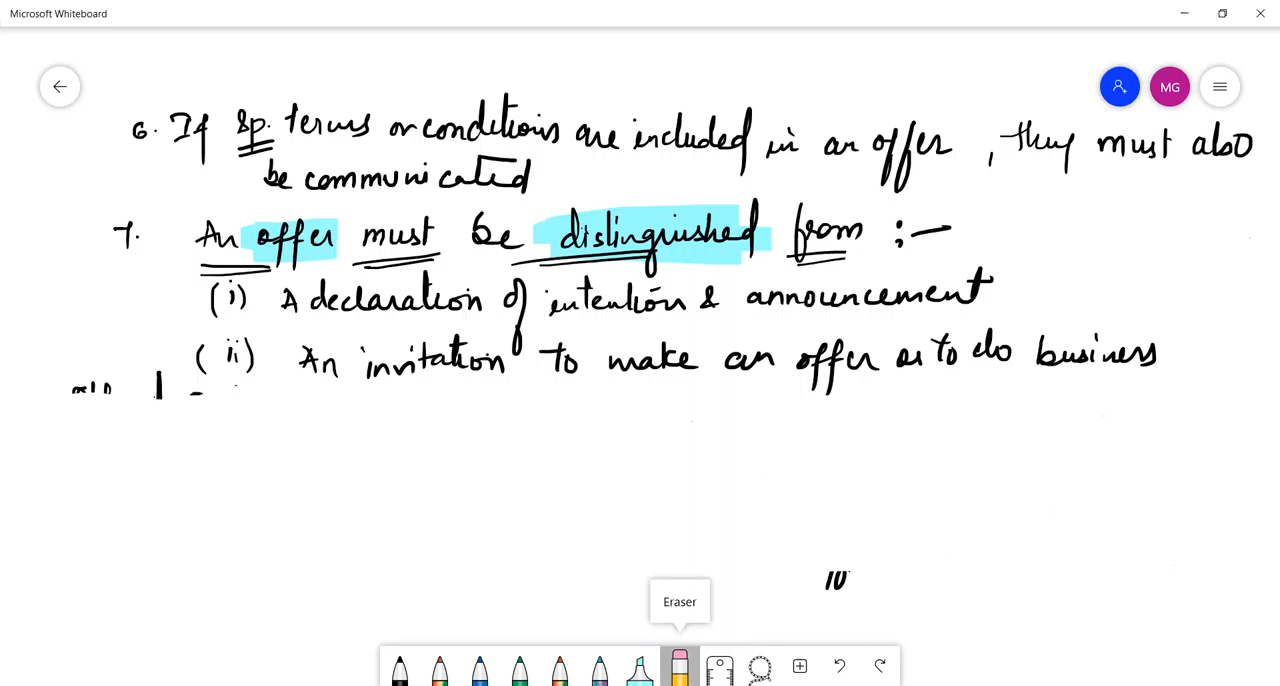 Microsoft Whiteboard
MG
6. If sp. terms or conditions are included in an offer, they must also
be communicated
7. An offer must be distinguished from :-
(i) A declaration of intention & announcement
(ii) An invitation to make an offer or to do business
Eraser